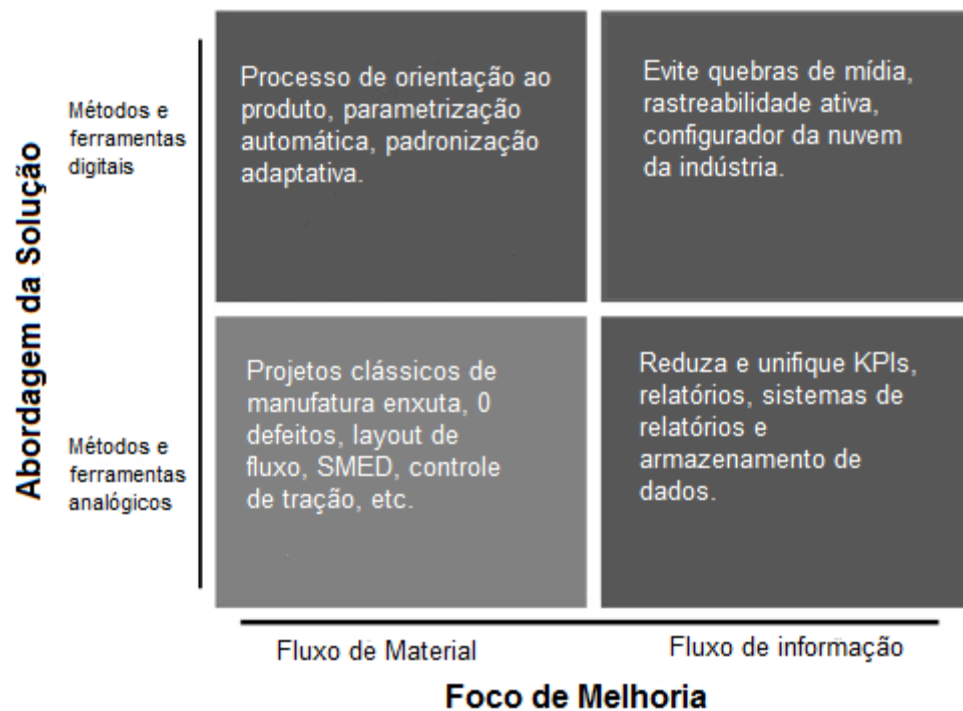 Abordagem da Solução
Métodos e
ferramentas
digitais
Processo de orientação ao
produto, parametrização
automática, padronização
adaptativa.
Evite quebras de mídia,
rastreabilidade ativa,
configurador da nuvem
da indústria.
Métodos e
ferramentas
analógicos
Projetos clássicos de
manufatura enxuta, 0
defeitos, layout de
fluxo, SMED, controle
de tração, etc.
Reduza e unifique KPIs,
relatórios, sistemas de
relatórios e
armazenamento de
dados.
Fluxo de Material
Fluxo de informação
Foco de Melhoria